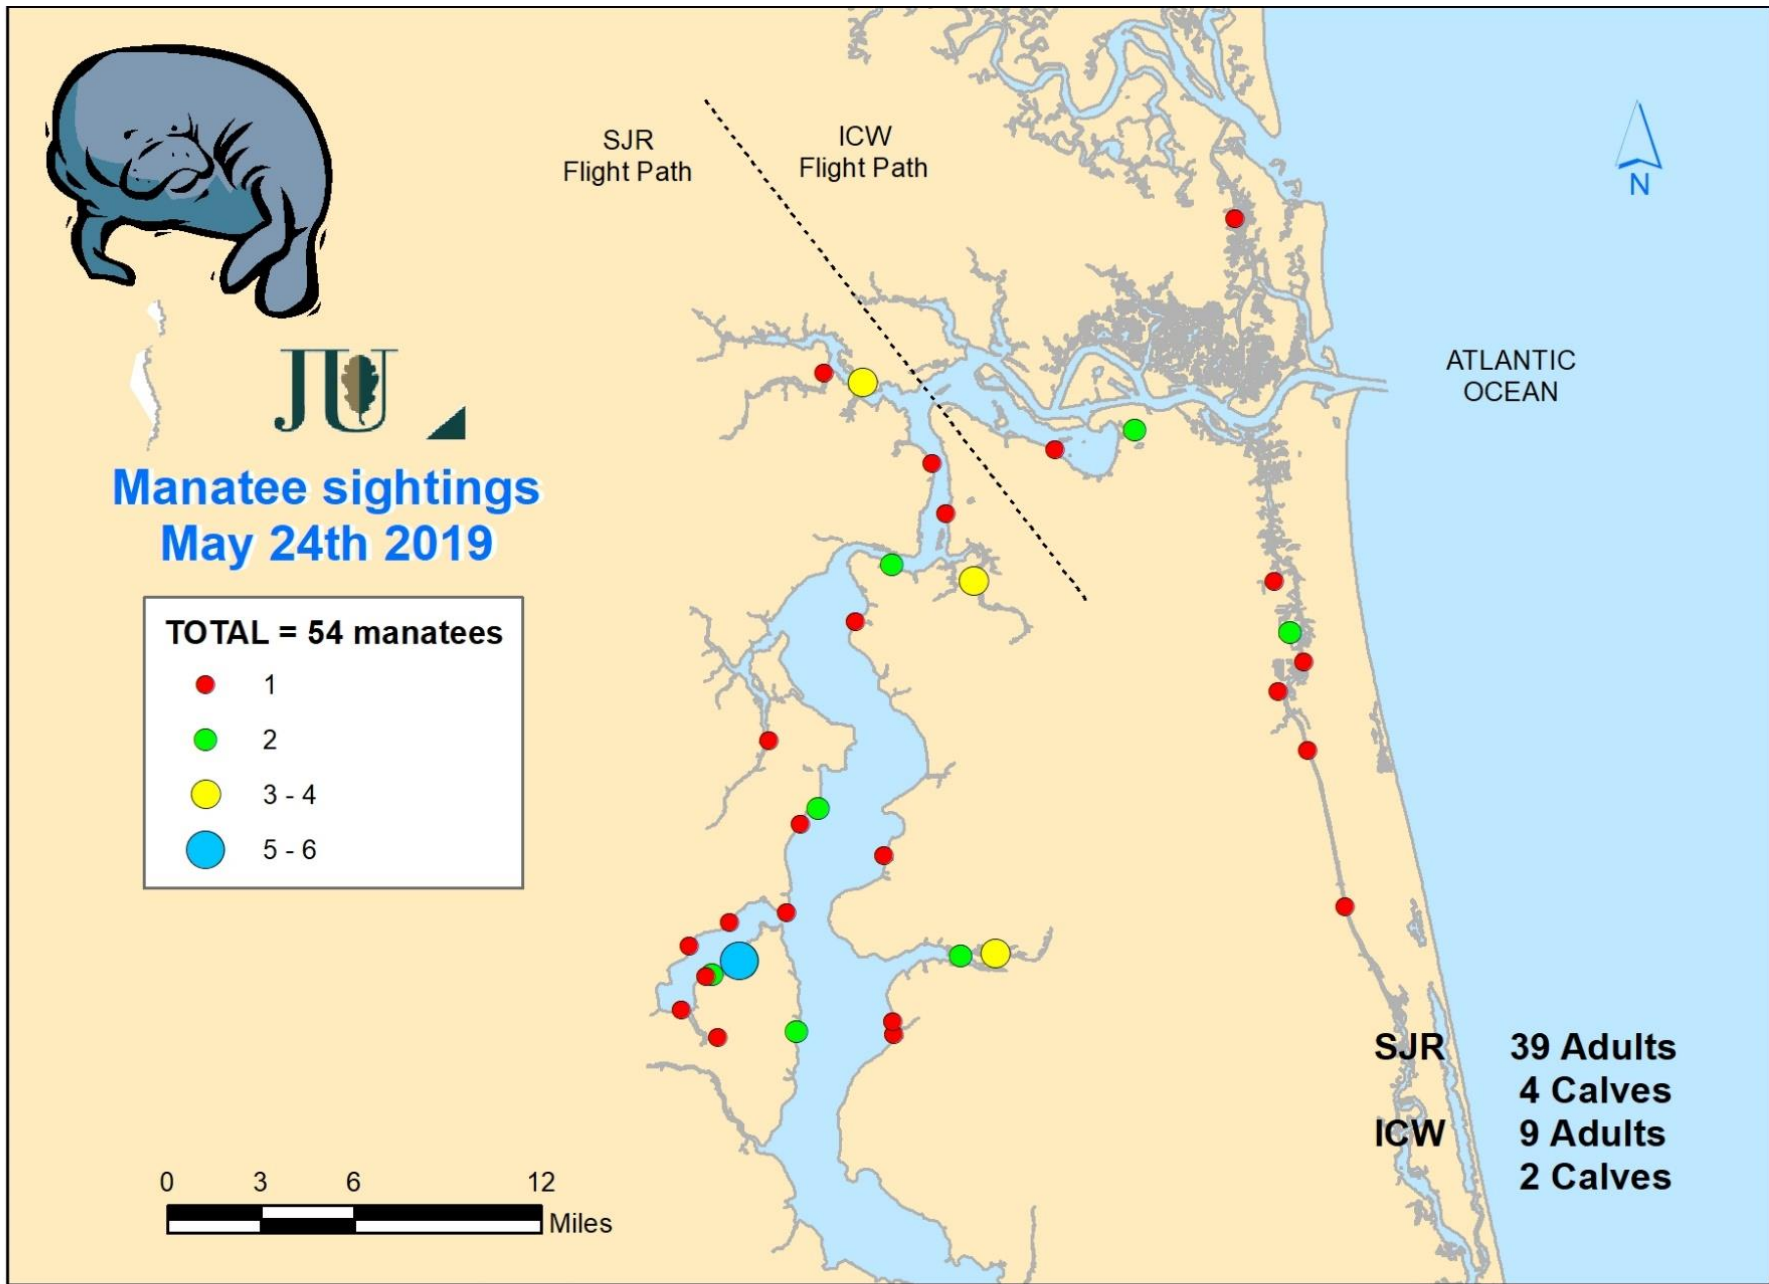 SJR
Flight Path
ICW
Flight Path
N
ATLANTIC
OCEAN
JU
Manatee sightings
May 24th 2019
TOTAL = 54 manatees
1
2
3 - 4
5 - 6
SJR 39 Adults
4 Calves
ICW 9 Adults
2 Calves
0 3 6 12
Miles